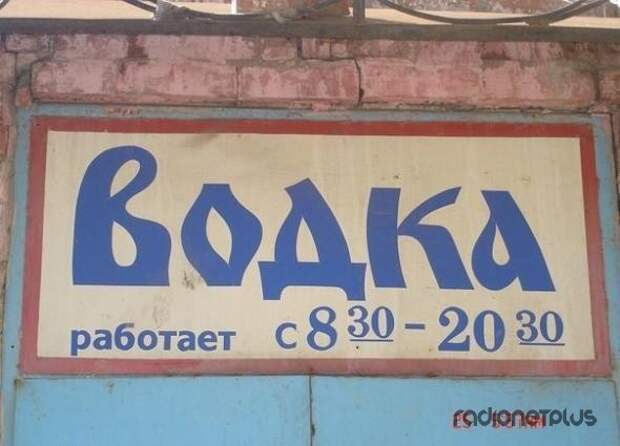 водка
работает с 8 30 - 20 30
radionetplus